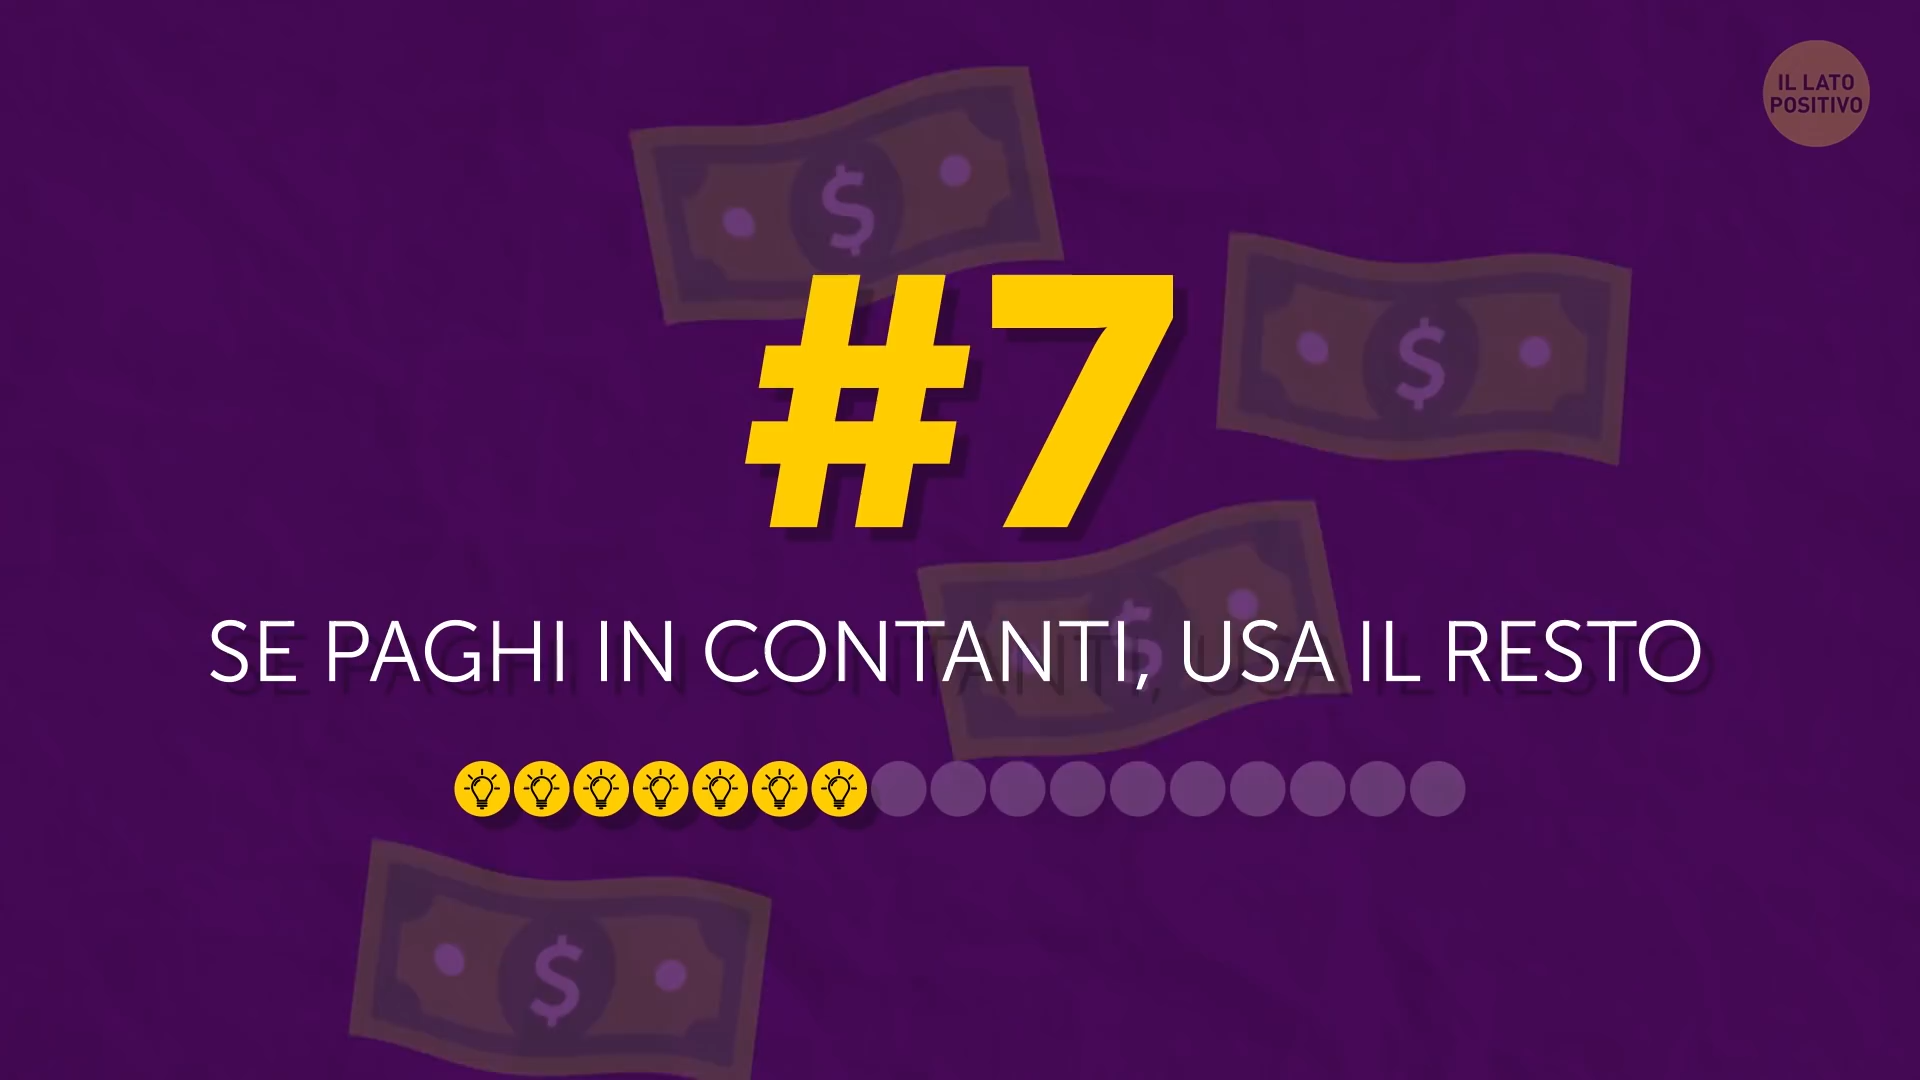 IL LATO
POSITIVO
$
$
#7
$
SE PAGHI IN CONTANTI, USA IL RESTO
$